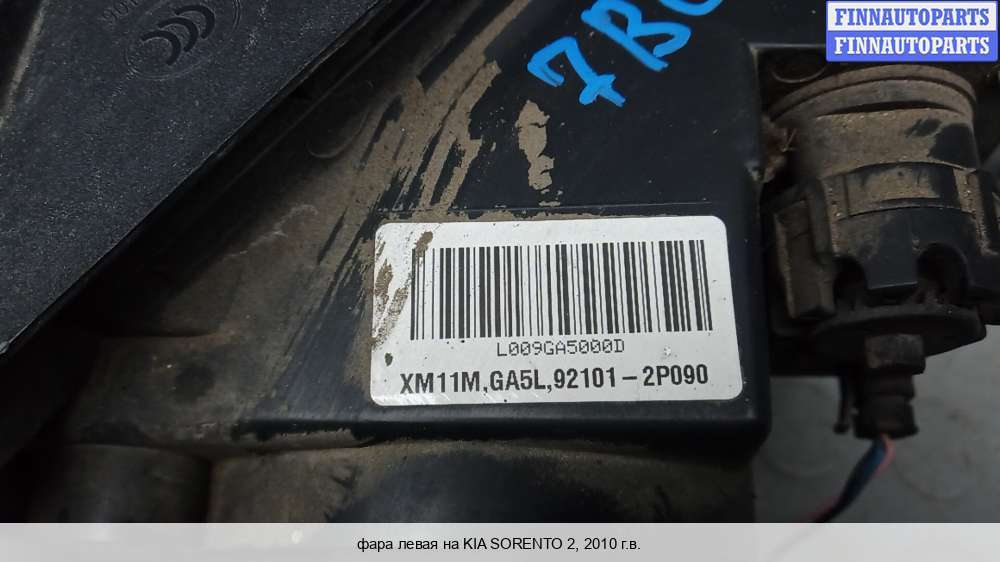 FINNAUTOPARTS
FINNAUTOPARTS
L009GA5000D
XM11M,GA5L,92101-2P090
фара левая на KIA SORENTO 2, 2010 г.в.